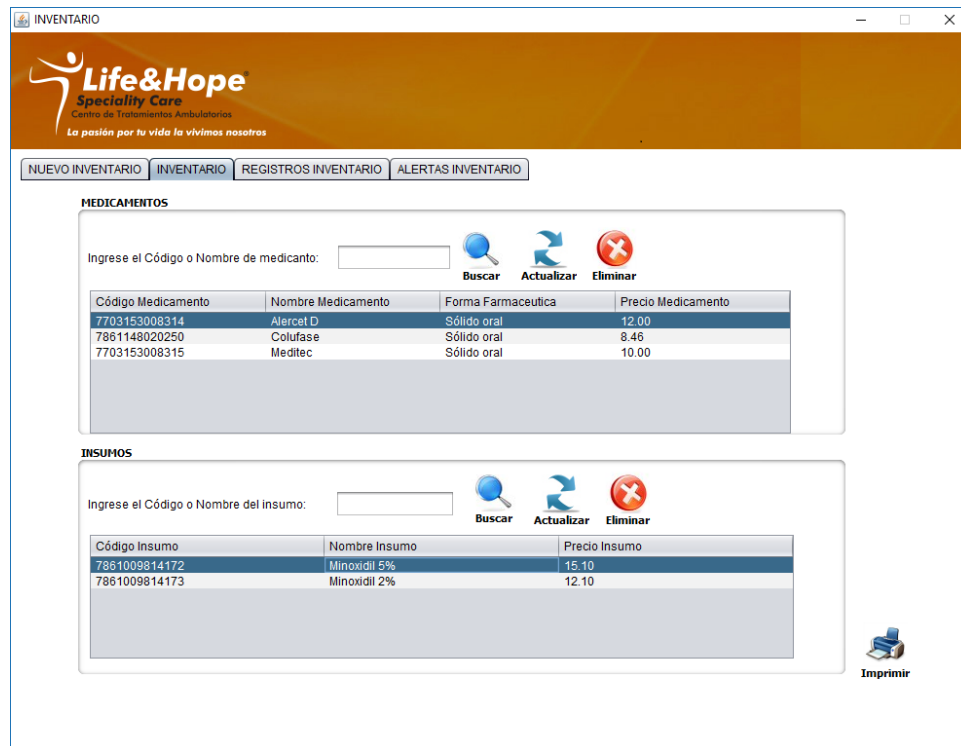 INVENTARIO
Life&Hope®
Speciality Care
Centro de Tratamientos Ambulatorios
La pasión por tu vida la vivimos nosotros
NUEVO INVENTARIO INVENTARIO REGISTROS INVENTARIO ALERTAS INVENTARIO
MEDICAMENTOS
Ingrese el Código o Nombre de medicanto:
Buscar Actualizar Eliminar
Código Medicamento Nombre Medicamento Forma Farmaceutica Precio Medicamento
7703153008314 Alercet D Sólido oral 12.00
7861148020250 Colufase Sólido oral 8.46
7703153008315 Meditec Sólido oral 10.00
INSUMOS
Ingrese el Código o Nombre del insumo:
Buscar Actualizar Eliminar
Código Insumo Nombre Insumo Precio Insumo
7861009814172 Minoxidil 5% 15.10
7861009814173 Minoxidil 2% 12.10
Imprimir